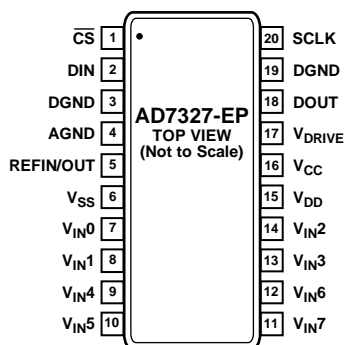 CS 1 20 SCLK
DIN 2 19 DGND
DGND 3 18 DOUT
AGND 4 17 VDRIVE
REFIN/OUT 5 16 VCC
VSS 6 15 VDD
VIN0 7 14 VIN2
VIN1 8 13 VIN3
VIN4 9 12 VIN6
VIN5 10 11 VIN7
AD7327-EP
TOP VIEW
(Not to Scale)